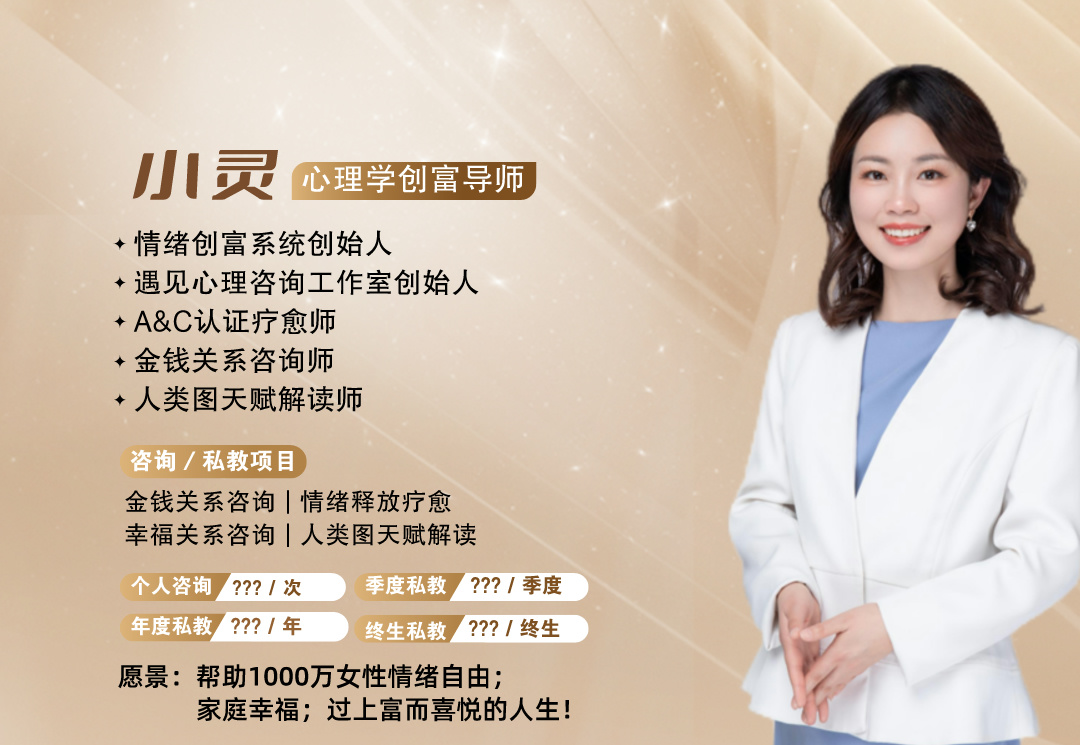 小灵 心理学创富导师
情绪创富系统创始人
遇见心理咨询工作室创始人
A&C认证疗愈师
金钱关系咨询师
人类图天赋解读师
咨询 / 私教项目
金钱关系咨询｜情绪释放疗愈
幸福关系咨询｜人类图天赋解读
个人咨询 ??? / 次 季度私教 ??? / 季度
年度私教 ??? / 年 终生私教 ??? / 终生
愿景：帮助1000万女性情绪自由；
家庭幸福；过上富而喜悦的人生！